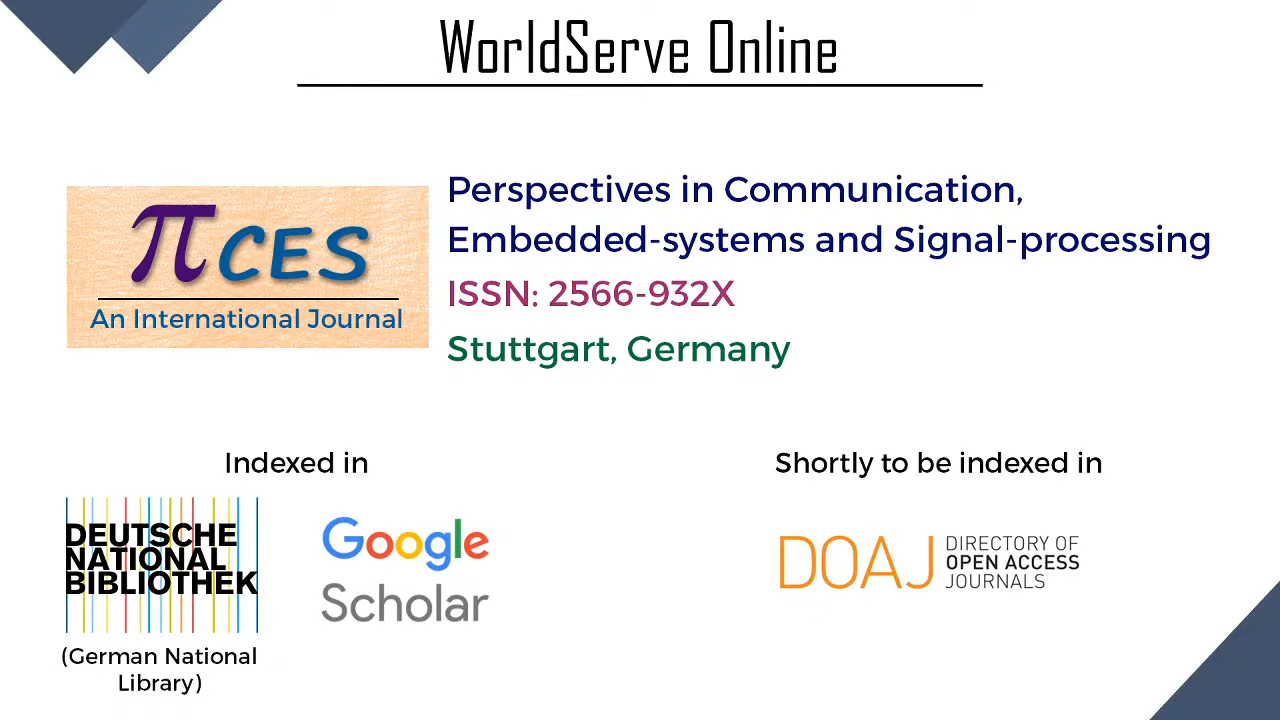 WorldServe Online
πCES
An International Journal
Perspectives in Communication,
Embedded-systems and Signal-processing
ISSN: 2566-932X
Stuttgart, Germany
Indexed in
DEUTSCHE
NATIONAL
BIBLIOTHEK
(German National
Library)
Google
Scholar
Shortly to be indexed in
DOAJ
DIRECTORY OF
OPEN ACCESS
JOURNALS